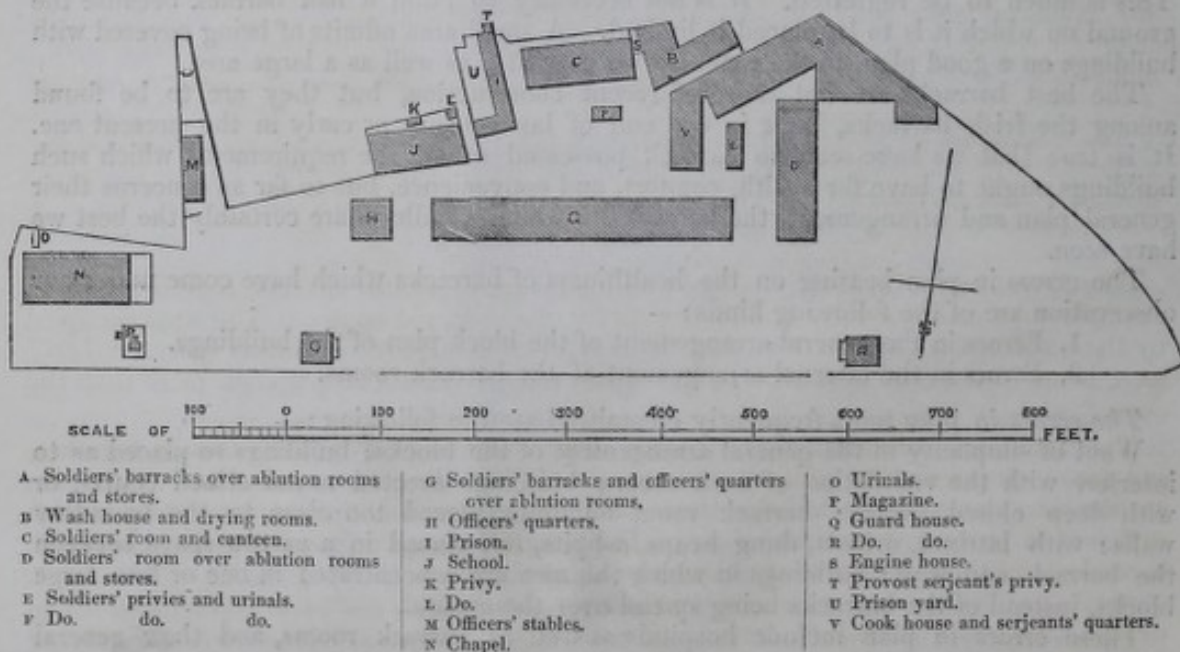 T
S
A
C
B
U
I
K
L
J
F
V
E
D
M
H
G
O
N
P
Q
R
100 0 100 200 300 400 500 600 700 800
SCALE OF FEET.
A Soldiers' barracks over ablution rooms
and stores.
B Wash house and drying rooms.
C Soldiers' room and canteen.
D Soldiers' room over ablution rooms
and stores.
E Soldiers' privies and urinals.
F Do. do. do.
G Soldiers' barracks and officers' quarters
over ablution rooms.
H Officers' quarters.
I Prison.
J School.
K Privy.
L Do.
M Officers' stables.
N Chapel.
O Urinals.
P Magazine.
Q Guard house.
R Do. do.
S Engine house.
T Provost serjeant's privy.
U Prison yard.
V Cook house and serjeants' quarters.